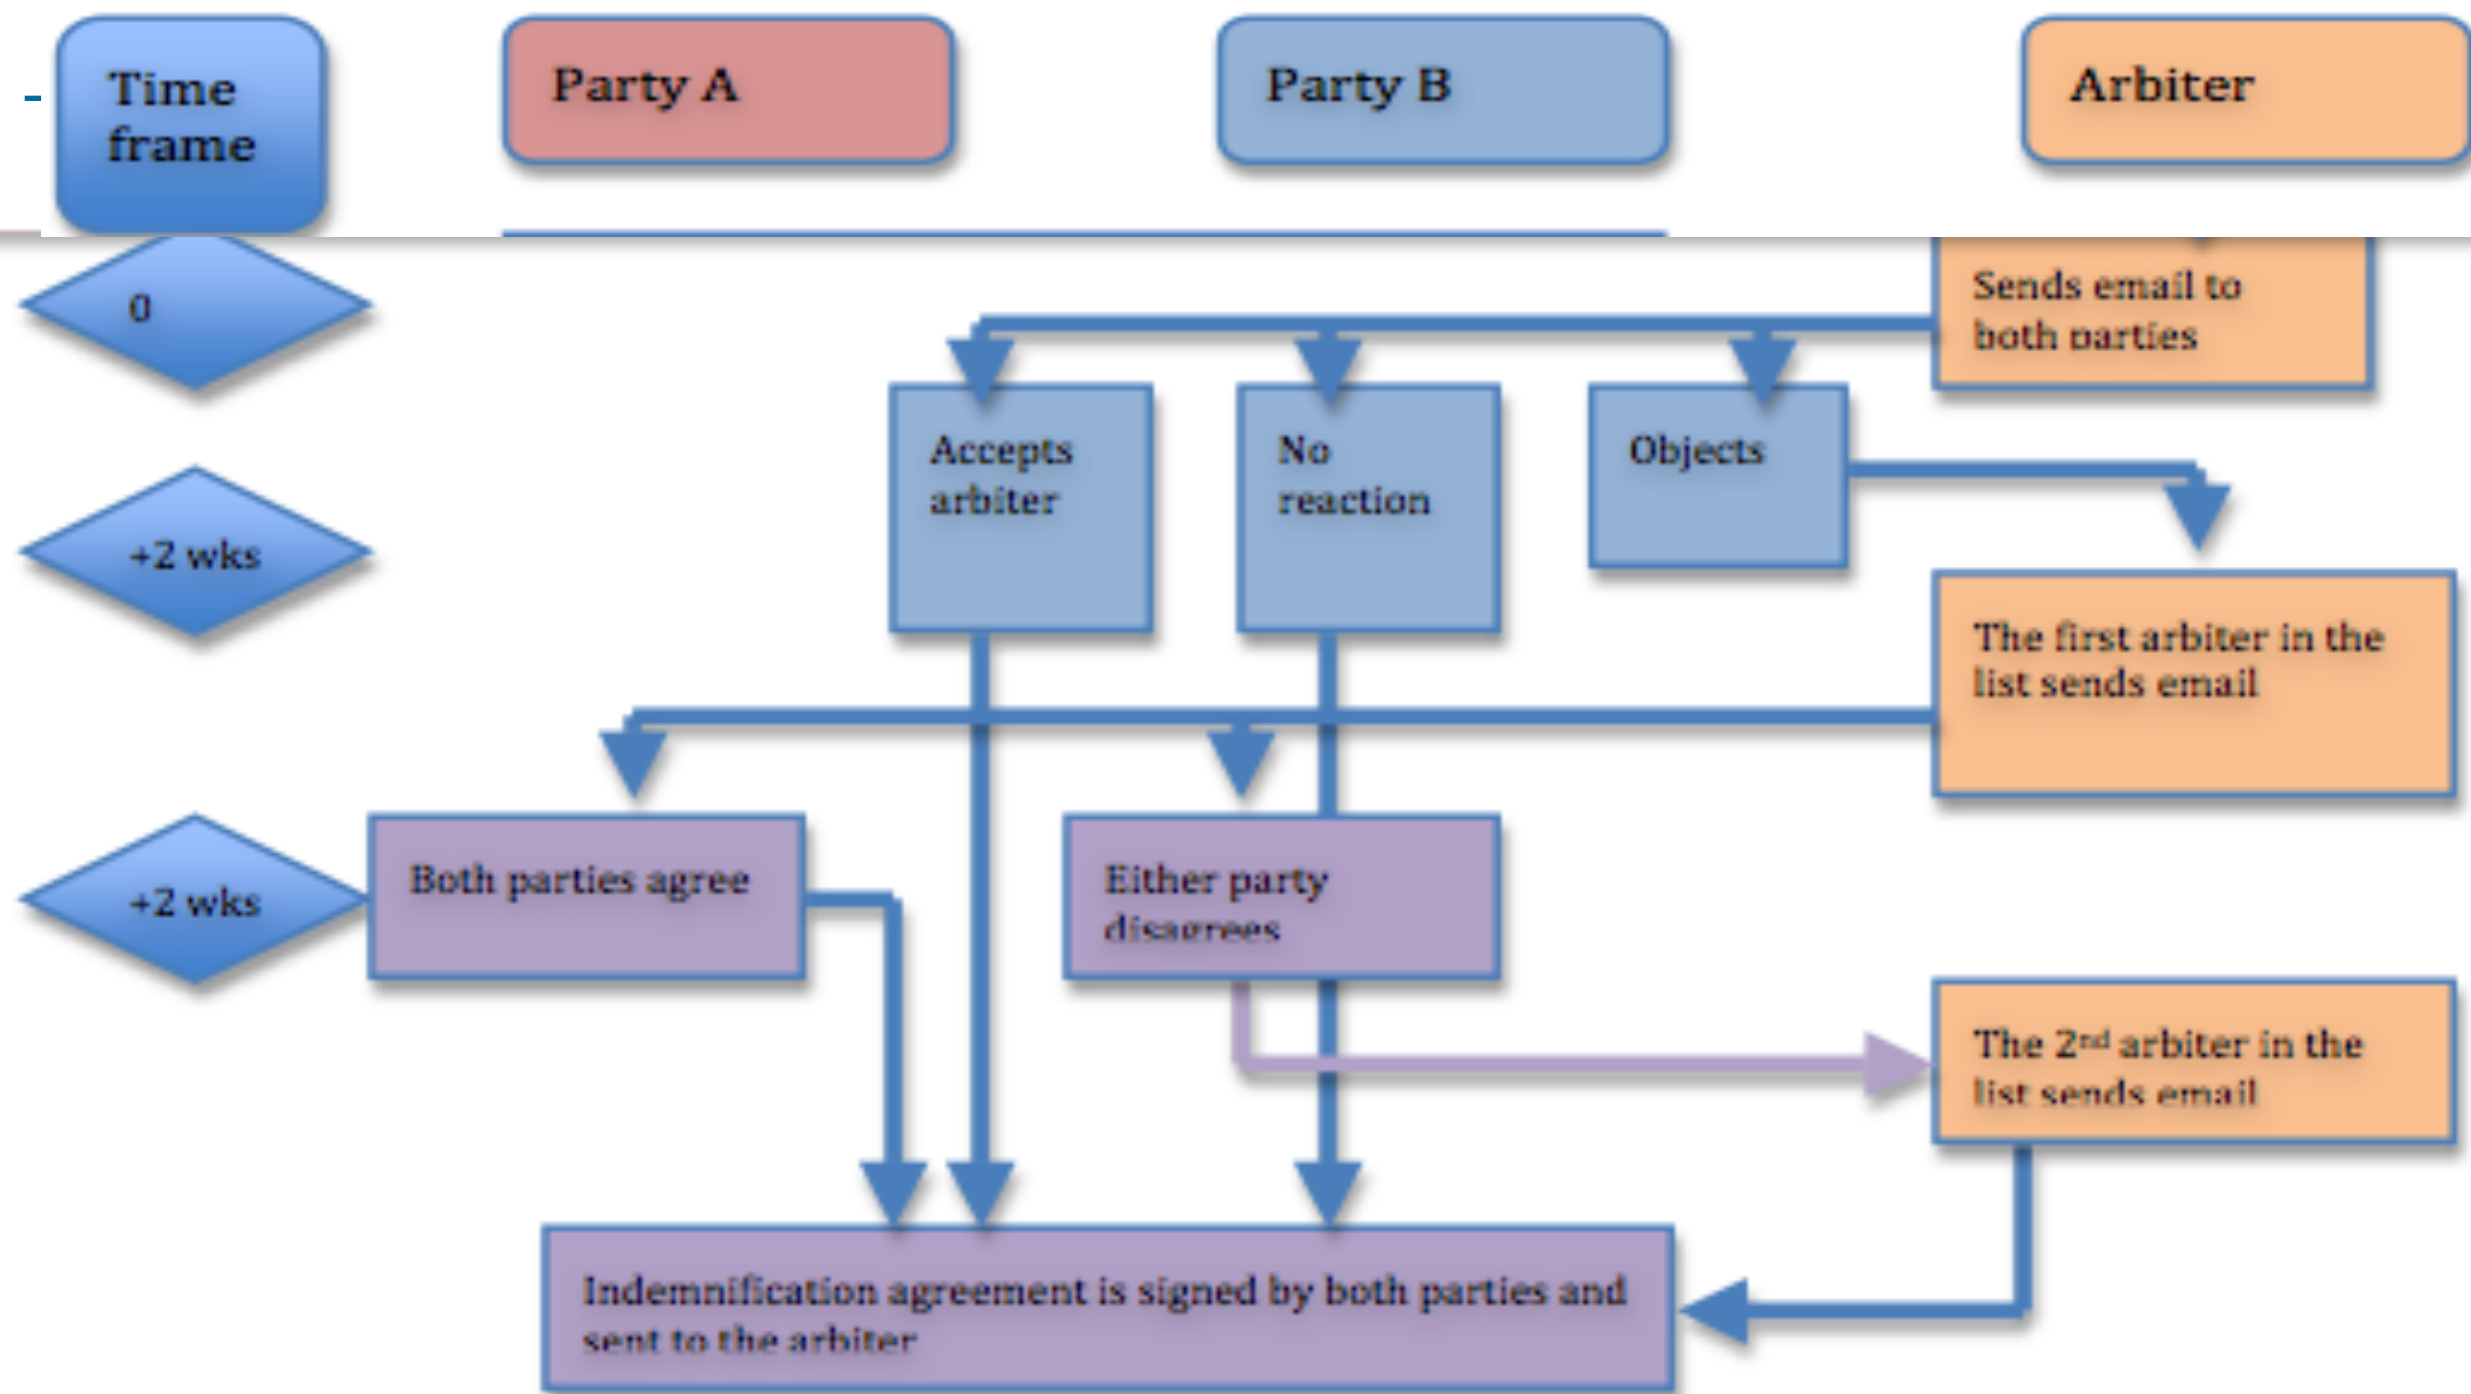 Time
frame
Party A
Party B
Arbiter
0
Sends email to
both parties
Accepts
arbiter
No
reaction
Objects
+2 wks
The first arbiter in the
list sends email
+2 wks
Both parties agree
Either party
disagrees
The 2nd arbiter in the
list sends email
Indemnification agreement is signed by both parties and
sent to the arbiter